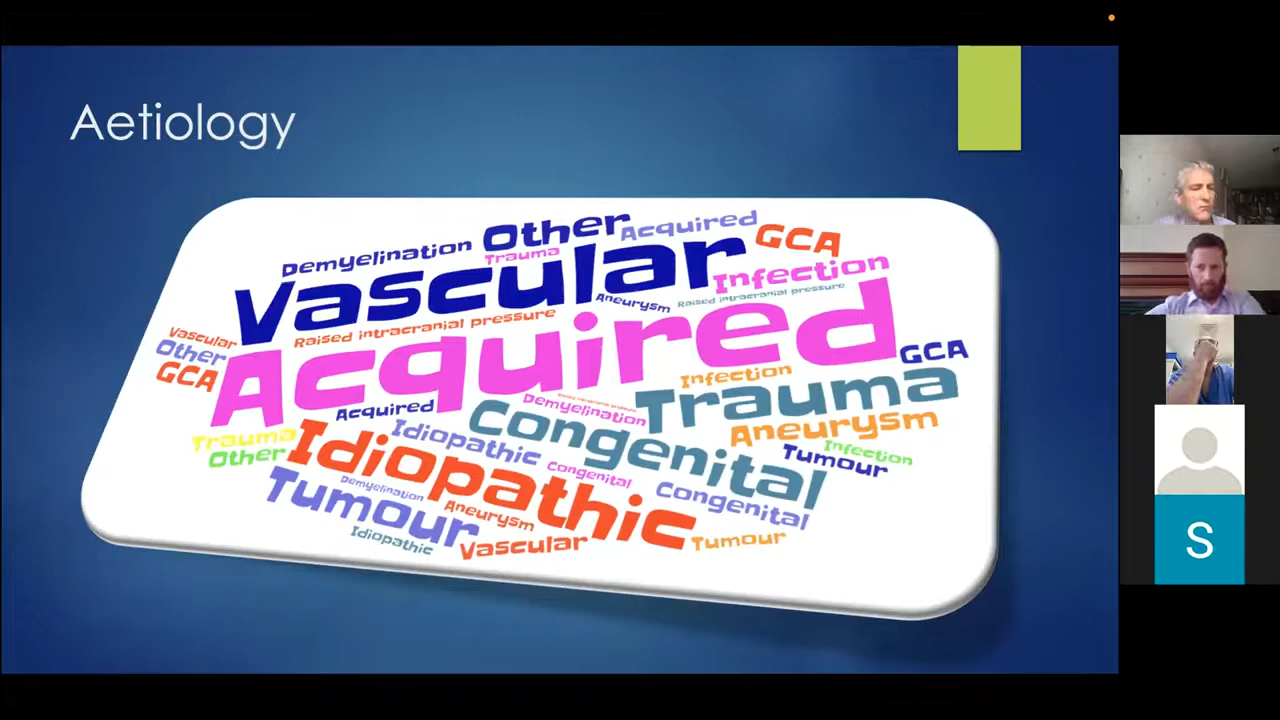 Aetiology
Demyelination
Other
Acquired
GCA
Trauma
Vascular
Infection
Aneurysm
Raised intracranial pressure
Raised intracranial pressure
Acquired
Vascular
Other
GCA
GCA
Infection
Trauma
Acquired
Demyelination
Congenital
Aneurysm
Trauma
Other
Idiopathic
Idiopathic
Infection
Tumour
Congenital
Congenital
Tumour
Demyelination
Aneurysm
Idiopathic
Vascular
Tumour
S